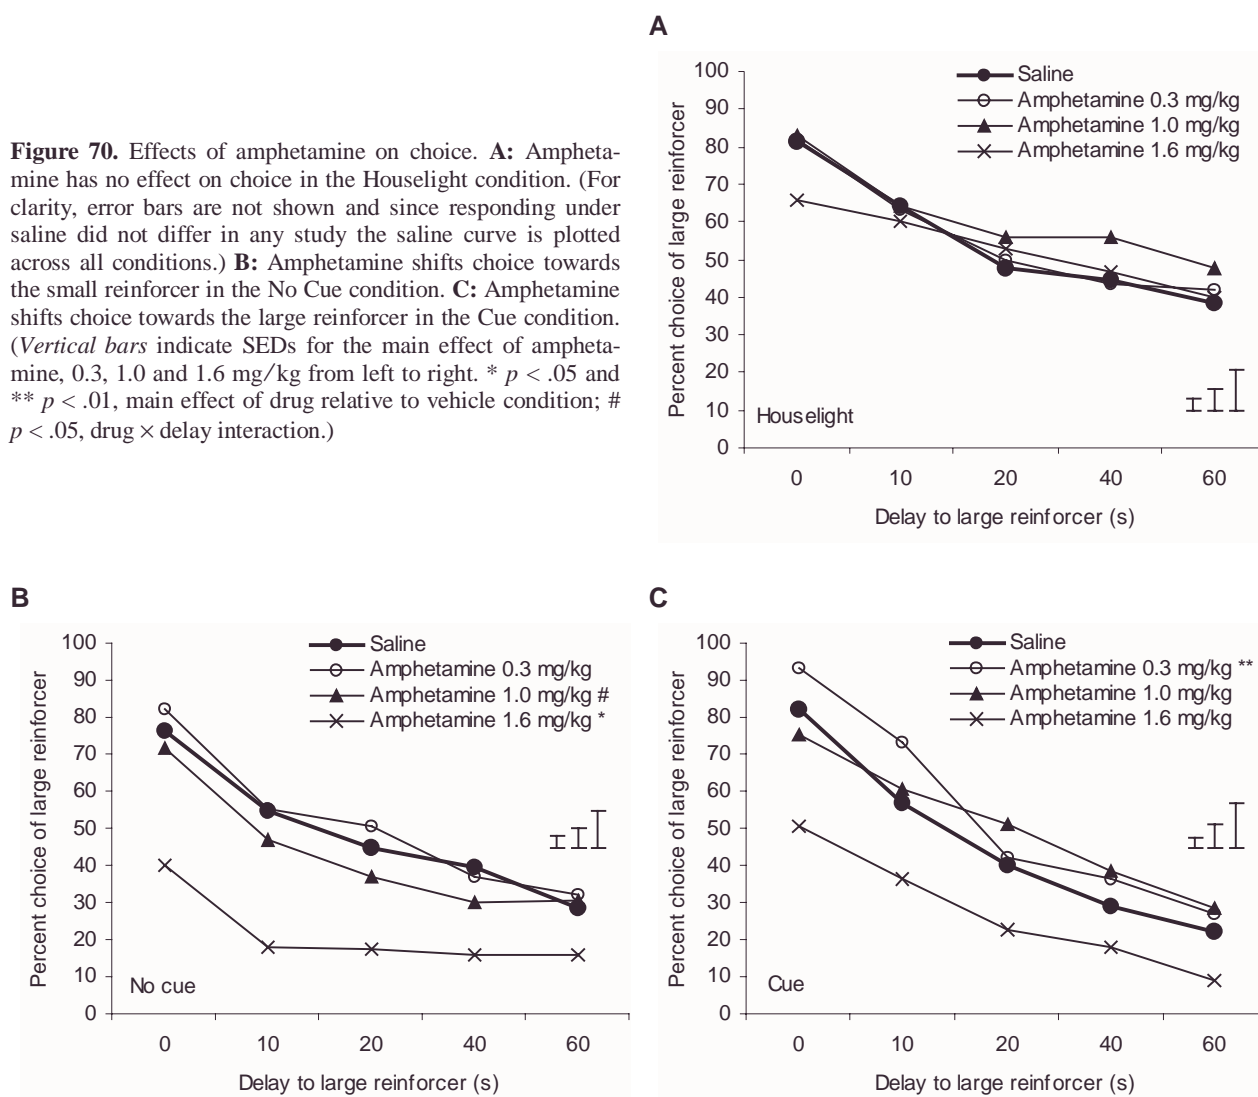 Figure 70. Effects of amphetamine on choice. A: Ampheta-
mine has no effect on choice in the Houselight condition. (For
clarity, error bars are not shown and since responding under
saline did not differ in any study the saline curve is plotted
across all conditions.) B: Amphetamine shifts choice towards
the small reinforcer in the No Cue condition. C: Amphetamine
shifts choice towards the large reinforcer in the Cue condition.
(Vertical bars indicate SEDs for the main effect of ampheta-
mine, 0.3, 1.0 and 1.6 mg/kg from left to right. * p < .05 and
** p < .01, main effect of drug relative to vehicle condition; #
p < .05, drug × delay interaction.)
A
Percent choice of large reinforcer
100
90
80
70
60
50
40
30
20
10
0
Saline
Amphetamine 0.3 mg/kg
Amphetamine 1.0 mg/kg
Amphetamine 1.6 mg/kg
Houselight
0 10 20 40 60
Delay to large reinforcer (s)
B
Percent choice of large reinforcer
100
90
80
70
60
50
40
30
20
10
0
Saline
Amphetamine 0.3 mg/kg
Amphetamine 1.0 mg/kg #
Amphetamine 1.6 mg/kg *
No cue
0 10 20 40 60
Delay to large reinforcer (s)
C
Percent choice of large reinforcer
100
90
80
70
60
50
40
30
20
10
0
Saline
Amphetamine 0.3 mg/kg **
Amphetamine 1.0 mg/kg
Amphetamine 1.6 mg/kg
Cue
0 10 20 40 60
Delay to large reinforcer (s)